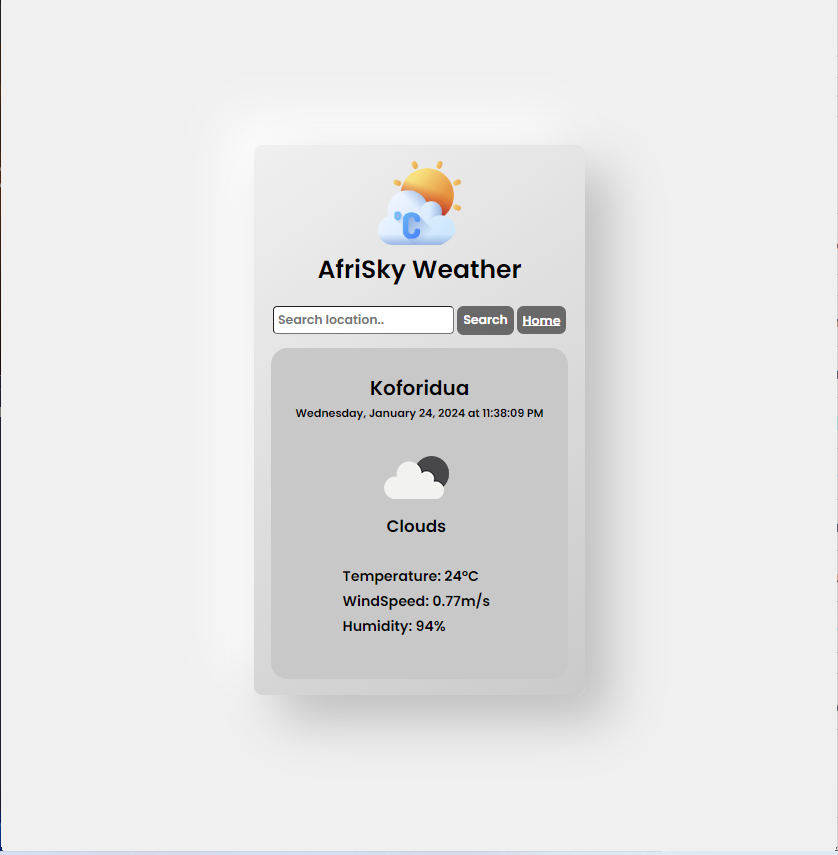 °C
AfriSky Weather
Search location.. Search Home
Koforidua
Wednesday, January 24, 2024 at 11:38:09 PM
Clouds
Temperature: 24°C
WindSpeed: 0.77m/s
Humidity: 94%